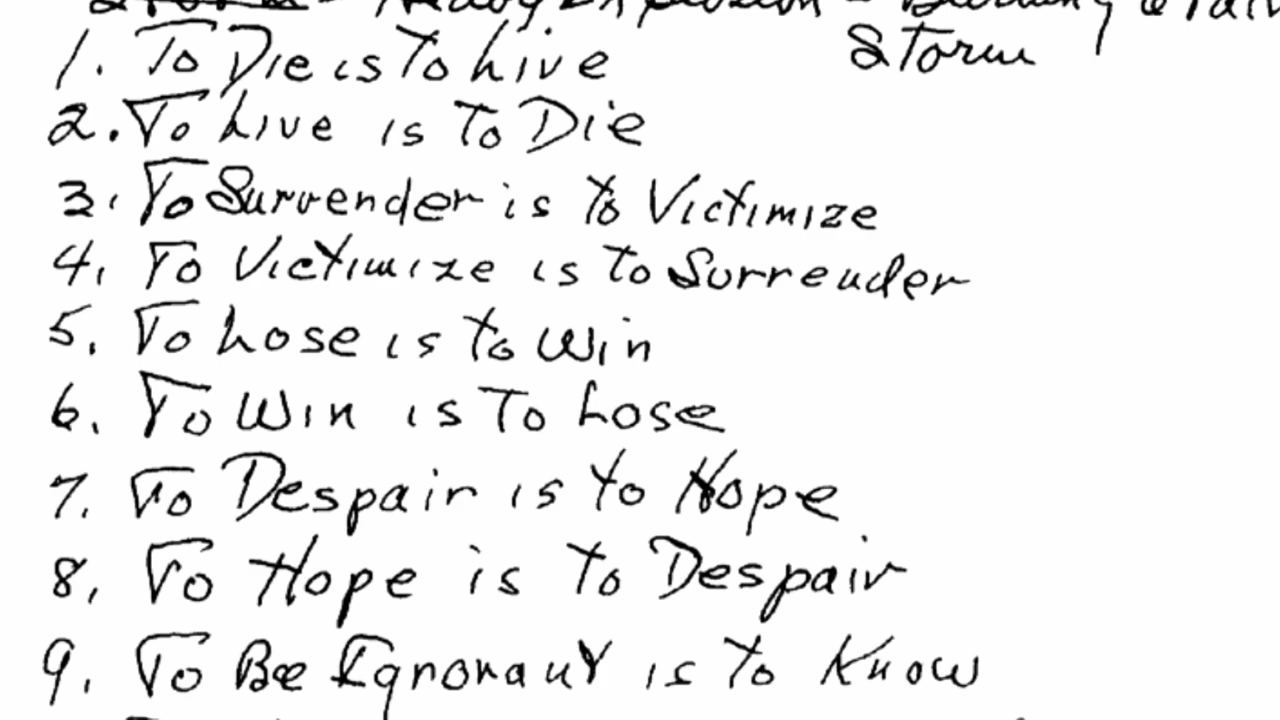 Storm
1. To Die is To Live
2. To Live is To Die
3. To Surrender is to Victimize
4. To Victimize is to Surrender
5. To Lose is to Win
6. To Win is To Lose
7. To Despair is to Hope
8. To Hope is to Despair
9. To Be Ignorant is to Know